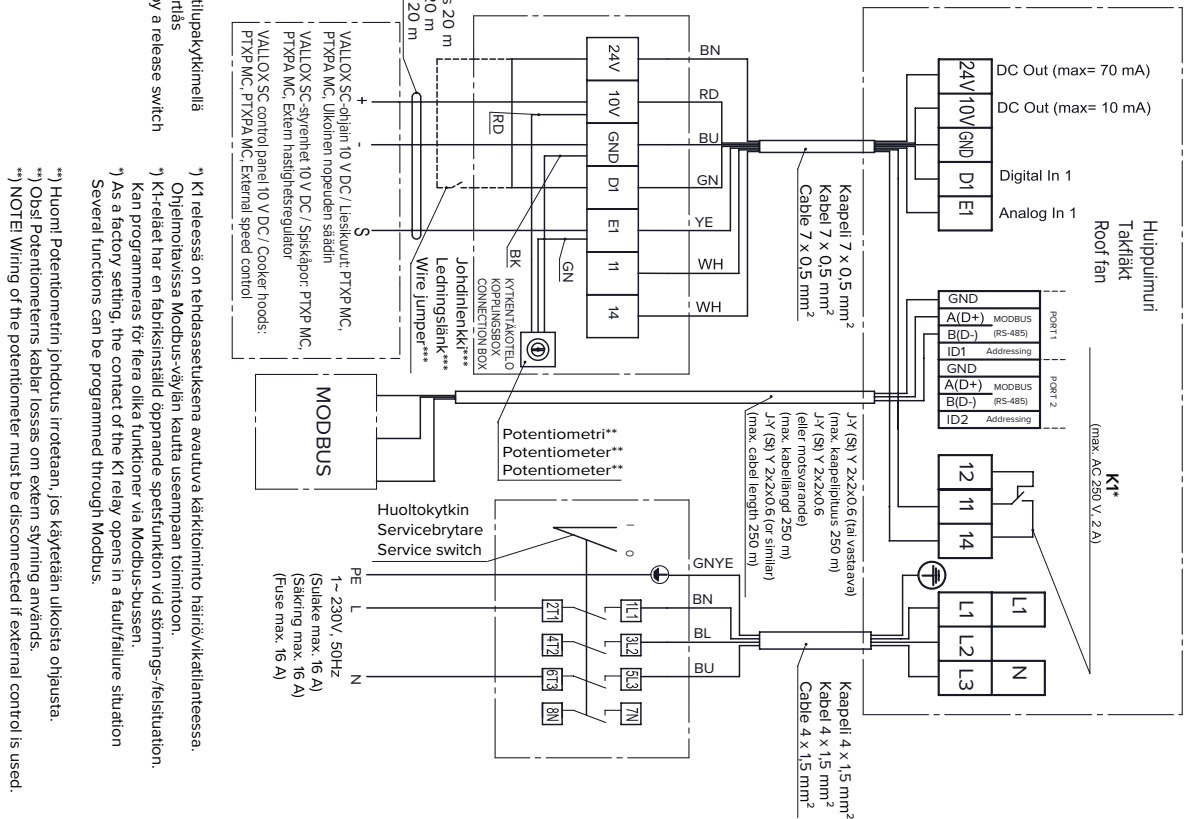 Huippuimuri
Takfläkt
Roof fan
24V
10V
GND
D1
E1
DC Out (max= 70 mA)
DC Out (max= 10 mA)
Digital In 1
Analog In 1
PORT 1
GND
A(D+)
B(D-)
MODBUS
(RS-485)
ID1 Addressing
PORT 2
GND
A(D+)
B(D-)
MODBUS
(RS-485)
ID2 Addressing
K1*
(max. AC 250 V, 2 A)
12
11
14
L1
L2
L3
L1
N
Kaapeli 7 x 0,5 mm²
Kabel 7 x 0,5 mm²
Cable 7 x 0,5 mm²
J-Y (St) Y 2x2x0.6 (tai vastaava)
(max. kaapelipituus 250 m)
J-Y (St) Y 2x2x0.6
(eller motsvarande)
(max. kabellängd 250 m)
J-Y (St) Y 2x2x0.6 (or similar)
(max. cabel length 250 m)
Kaapeli 4 x 1,5 mm²
Kabel 4 x 1,5 mm²
Cable 4 x 1,5 mm²
BN
RD
BU
GN
YE
WH
WH
GNYE
BN
BL
BU
24V
10V
GND
D1
E1
11
14
RD
BK
GN
KYTKENTÄKOTELO
KOPPLINGSBOX
CONNECTION BOX
Johdinlenkki***
Ledningslänk***
Wire jumper***
Potentiometri**
Potentiometer**
Potentiometer**
Huoltokytkin
Servicebrytare
Service switch
I
O
1L1
3L2
5L3
7N
2T1
4T2
6T3
8N
PE
L
N
1~ 230V, 50Hz
(Sulake max. 16 A)
(Säkring max. 16 A)
(Fuse max. 16 A)
MODBUS
+
-
S
s 20 m
20 m
20 m
VALLOX SC-ohjain 10 V DC / Liesikuvut: PTXP MC,
PTXPA MC, Ulkoinen nopeuden säädin
VALLOX SC-styrenhet 10 V DC / Spiskåpor: PTXP MC,
PTXPA MC, Extern hastighetsregulator
VALLOX SC control panel 10 V DC / Cooker hoods:
PTXP MC, PTXPA MC, External speed control
tilupakytkimellä
rtlås
by a release switch
*) K1 releessä on tehdasasetuksena avautuva kärkitoiminto häiriö/vikatilanteessa.
Ohjelmoitavissa Modbus-väylän kautta useampaan toimintoon.
*) K1-reläet har en fabriksinställd öppnande spetsfunktion vid störnings-/felsituation.
Kan programmeras för flera olika funktioner via Modbus-bussen.
*) As a factory setting, the contact of the K1 relay opens in a fault/failure situation
Several functions can be programmed through Modbus.
**) Huom! Potentiometrin johdotus irrotetaan, jos käytetään ulkoista ohjausta.
**) Obs! Potentiometerns kablar lossas om extern styrning används.
**) NOTE! Wiring of the potentiometer must be disconnected if external control is used.